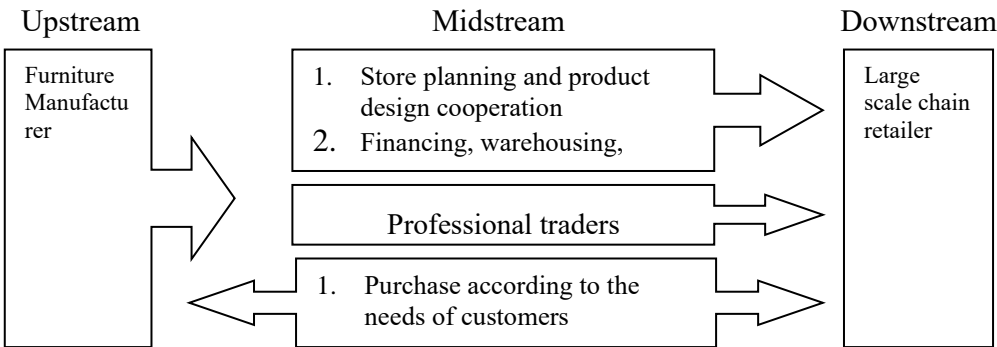 Upstream
Midstream
Downstream
Furniture
Manufactu
rer
1. Store planning and product
design cooperation
2. Financing, warehousing,
Professional traders
1. Purchase according to the
needs of customers
Large
scale chain
retailer